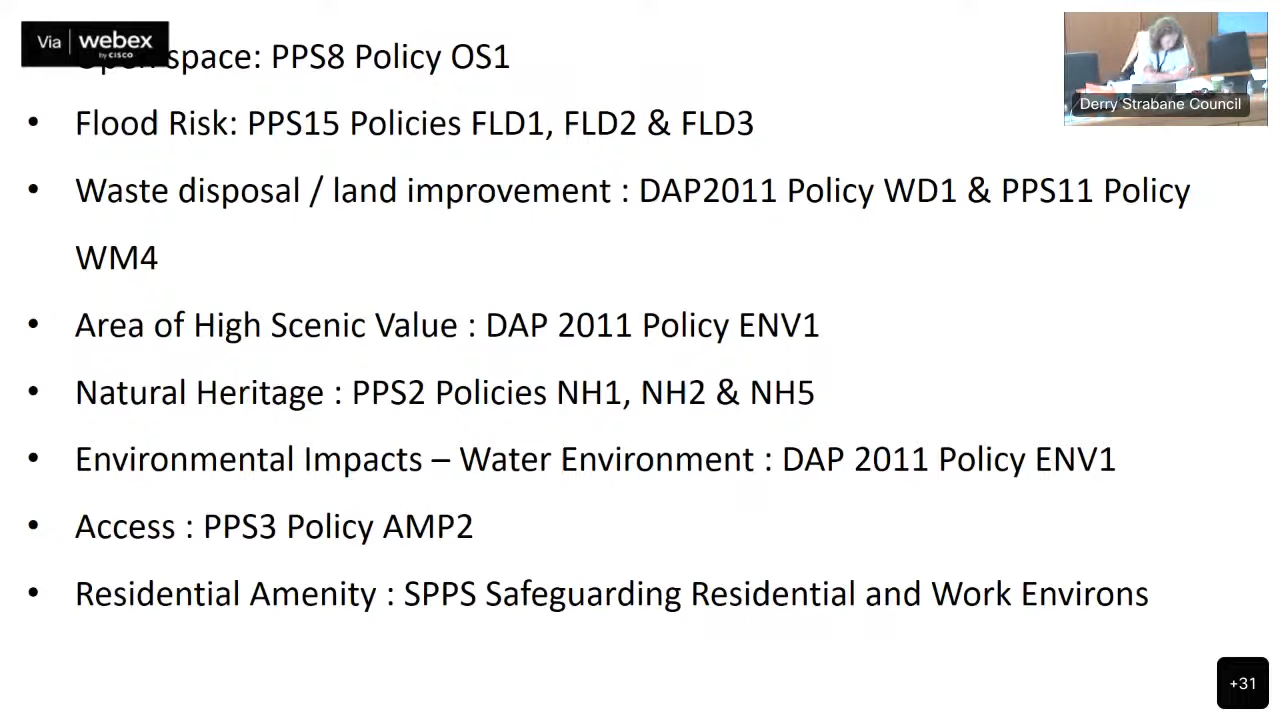 Via webex
by CISCO
space: PPS8 Policy OS1
• Flood Risk: PPS15 Policies FLD1, FLD2 & FLD3
• Waste disposal / land improvement : DAP2011 Policy WD1 & PPS11 Policy
WM4
• Area of High Scenic Value : DAP 2011 Policy ENV1
• Natural Heritage : PPS2 Policies NH1, NH2 & NH5
• Environmental Impacts – Water Environment : DAP 2011 Policy ENV1
• Access : PPS3 Policy AMP2
• Residential Amenity : SPPS Safeguarding Residential and Work Environs
Derry Strabane Council
+31